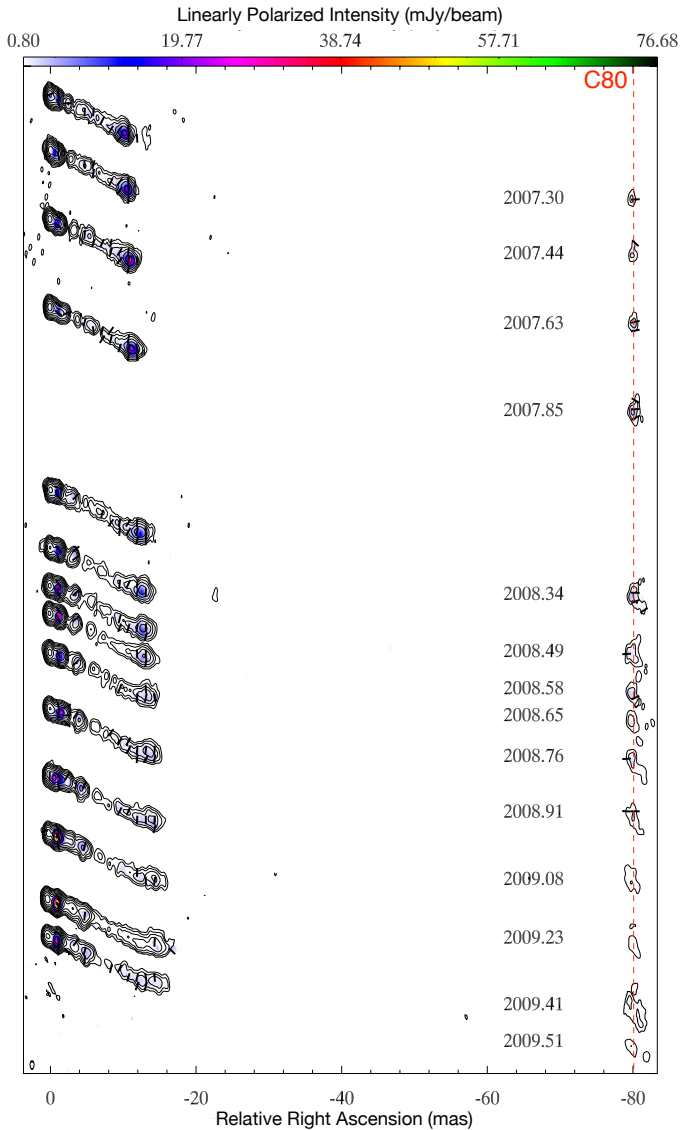 Linearly Polarized Intensity (mJy/beam)
0.80 19.77 38.74 57.71 76.68
C80
2007.30
2007.44
2007.63
2007.85
2008.34
2008.49
2008.58
2008.65
2008.76
2008.91
2009.08
2009.23
2009.41
2009.51
0 -20 -40 -60 -80
Relative Right Ascension (mas)